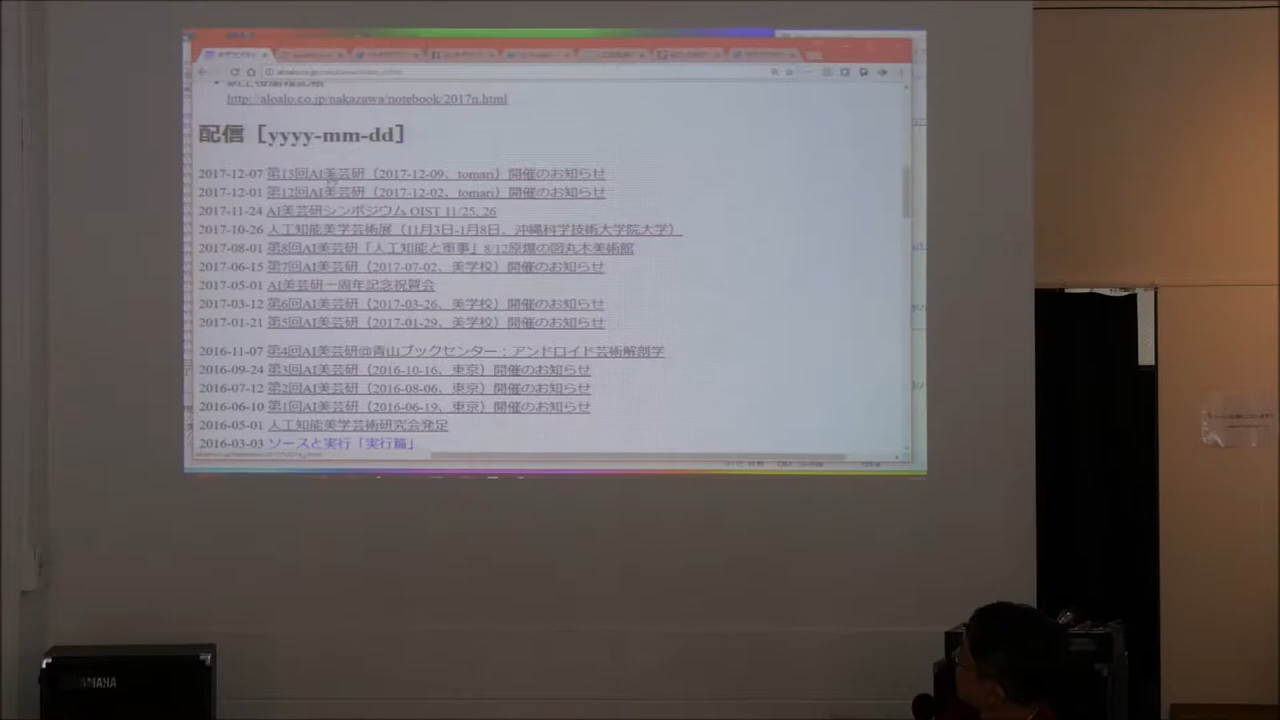 http://aloalo.co.jp/nakazawa/notebook/2017n.html
配信［yyyy-mm-dd］
2017-12-07 第13回AI美芸研（2017-12-09、tomari）開催のお知らせ
2017-12-01 第12回AI美芸研（2017-12-02、tomari）開催のお知らせ
2017-11-24 AI美芸研シンポジウム OIST 11/25, 26
2017-10-26 人工知能美学芸術展（11月3日-1月8日、沖縄科学技術大学院大学）
2017-08-01 第8回AI美芸研「人工知能と軍事」8/12原爆の図丸木美術館
2017-06-15 第7回AI美芸研（2017-07-02、美学校）開催のお知らせ
2017-05-01 AI美芸研一周年記念祝賀会
2017-03-12 第6回AI美芸研（2017-03-26、美学校）開催のお知らせ
2017-01-21 第5回AI美芸研（2017-01-29、美学校）開催のお知らせ
2016-11-07 第4回AI美芸研@青山ブックセンター：アンドロイド芸術解剖学
2016-09-24 第3回AI美芸研（2016-10-16、東京）開催のお知らせ
2016-07-12 第2回AI美芸研（2016-08-06、東京）開催のお知らせ
2016-06-10 第1回AI美芸研（2016-06-19、東京）開催のお知らせ
2016-05-01 人工知能美学芸術研究会発足
2016-03-03 ソースと実行「実行篇」
YAMAHA